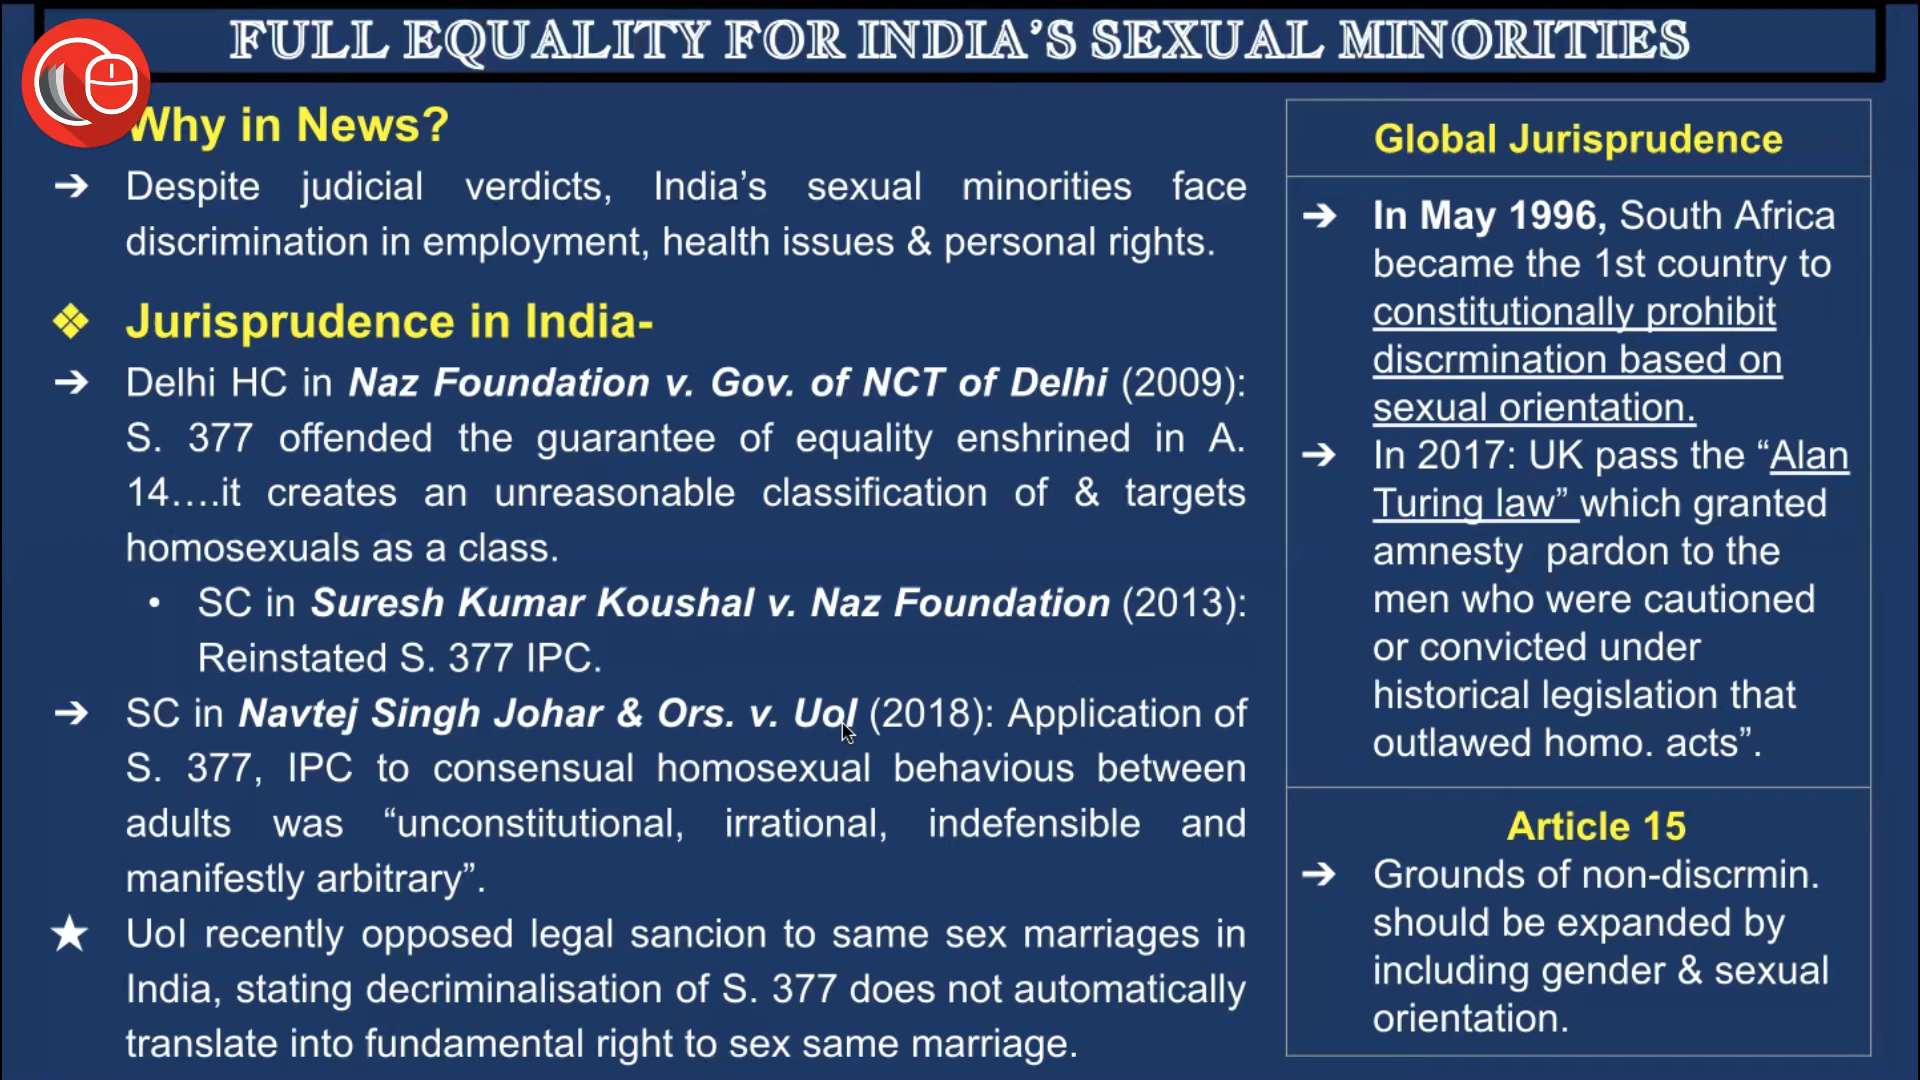 FULL EQUALITY FOR INDIA’S SEXUAL MINORITIES
Why in News?
➔ Despite judicial verdicts, India’s sexual minorities face
discrimination in employment, health issues & personal rights.
❖ Jurisprudence in India-
➔ Delhi HC in Naz Foundation v. Gov. of NCT of Delhi (2009):
S. 377 offended the guarantee of equality enshrined in A.
14….it creates an unreasonable classification of & targets
homosexuals as a class.
• SC in Suresh Kumar Koushal v. Naz Foundation (2013):
Reinstated S. 377 IPC.
➔ SC in Navtej Singh Johar & Ors. v. UoI (2018): Application of
S. 377, IPC to consensual homosexual behavious between
adults was “unconstitutional, irrational, indefensible and
manifestly arbitrary”.
★ UoI recently opposed legal sancion to same sex marriages in
India, stating decriminalisation of S. 377 does not automatically
translate into fundamental right to sex same marriage.
Global Jurisprudence
➔ In May 1996, South Africa
became the 1st country to
constitutionally prohibit
discrmination based on
sexual orientation.
➔ In 2017: UK pass the “Alan
Turing law” which granted
amnesty pardon to the
men who were cautioned
or convicted under
historical legislation that
outlawed homo. acts”.
Article 15
➔ Grounds of non-discrmin.
should be expanded by
including gender & sexual
orientation.